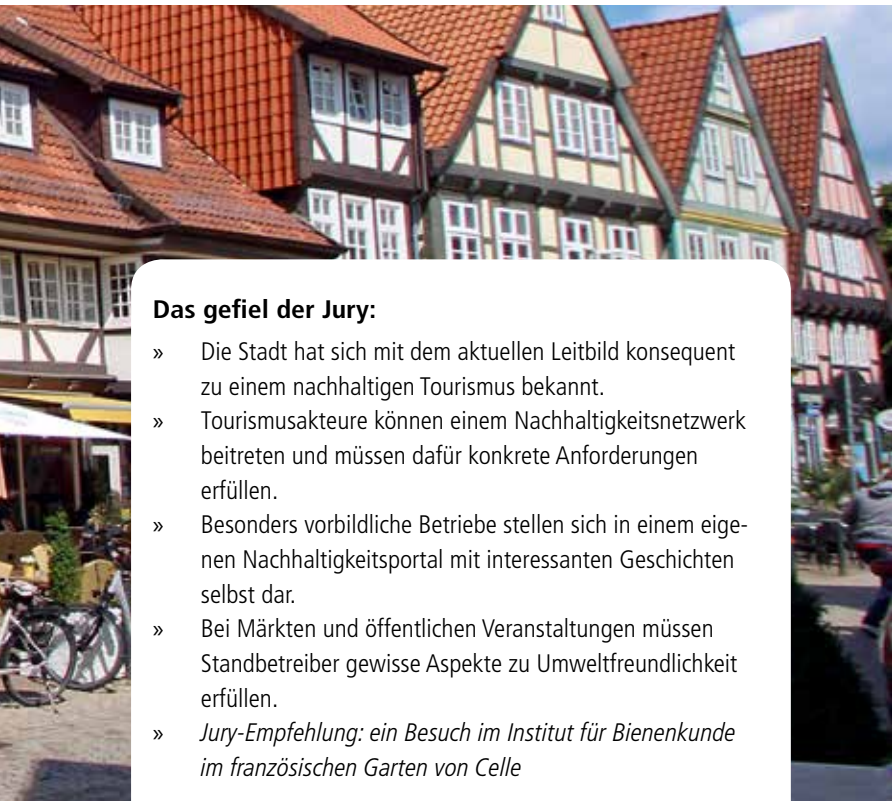 Das gefiel der Jury:
» Die Stadt hat sich mit dem aktuellen Leitbild konsequent
zu einem nachhaltigen Tourismus bekannt.
» Tourismusakteure können einem Nachhaltigkeitsnetzwerk
beitreten und müssen dafür konkrete Anforderungen
erfüllen.
» Besonders vorbildliche Betriebe stellen sich in einem eige-
nen Nachhaltigkeitsportal mit interessanten Geschichten
selbst dar.
» Bei Märkten und öffentlichen Veranstaltungen müssen
Standbetreiber gewisse Aspekte zu Umweltfreundlichkeit
erfüllen.
» Jury-Empfehlung: ein Besuch im Institut für Bienenkunde
im französischen Garten von Celle